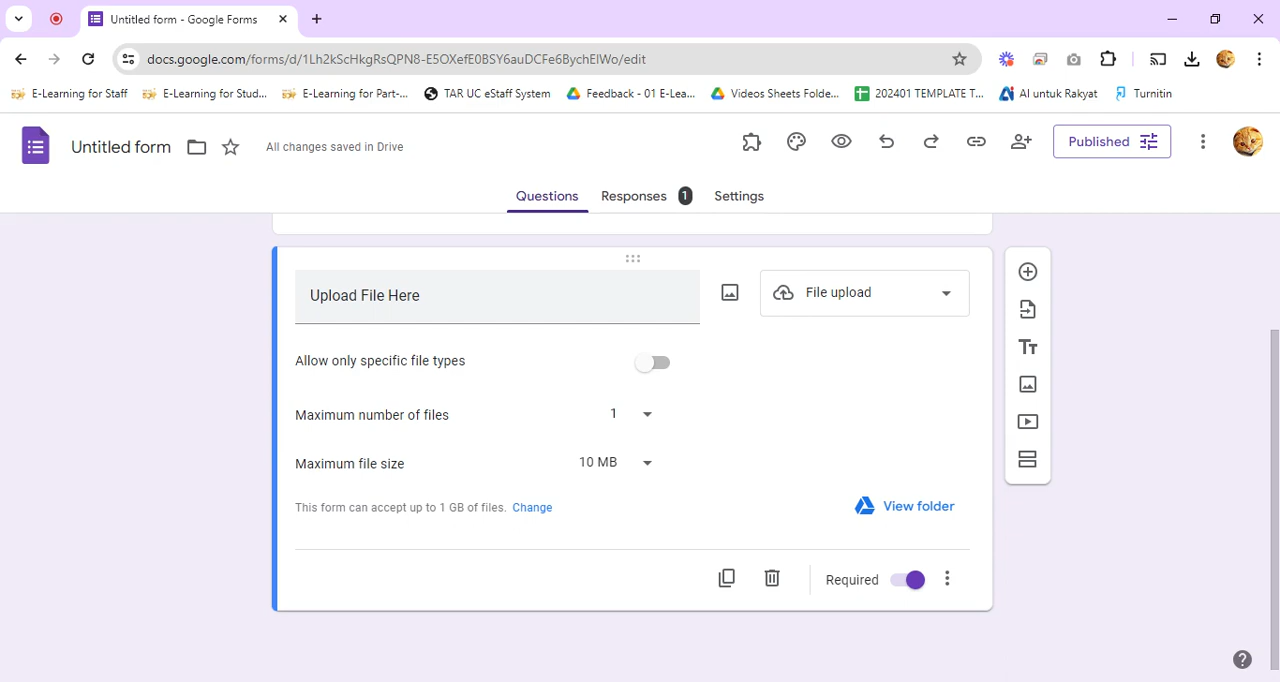 Untitled form - Google Forms
docs.google.com/forms/d/1Lh2kScHkgRsQPN8-E5OXefE0BSY6auDCFe6BychEIWo/edit
E-Learning for Staff
E-Learning for Stud...
E-Learning for Part-...
TAR UC eStaff System
Feedback - 01 E-Lea...
Videos Sheets Folde...
202401 TEMPLATE T...
AI untuk Rakyat
Turnitin
Untitled form
All changes saved in Drive
Published
Questions
Responses 1
Settings
Upload File Here
File upload
Allow only specific file types
Maximum number of files 1
Maximum file size 10 MB
This form can accept up to 1 GB of files. Change
View folder
Required